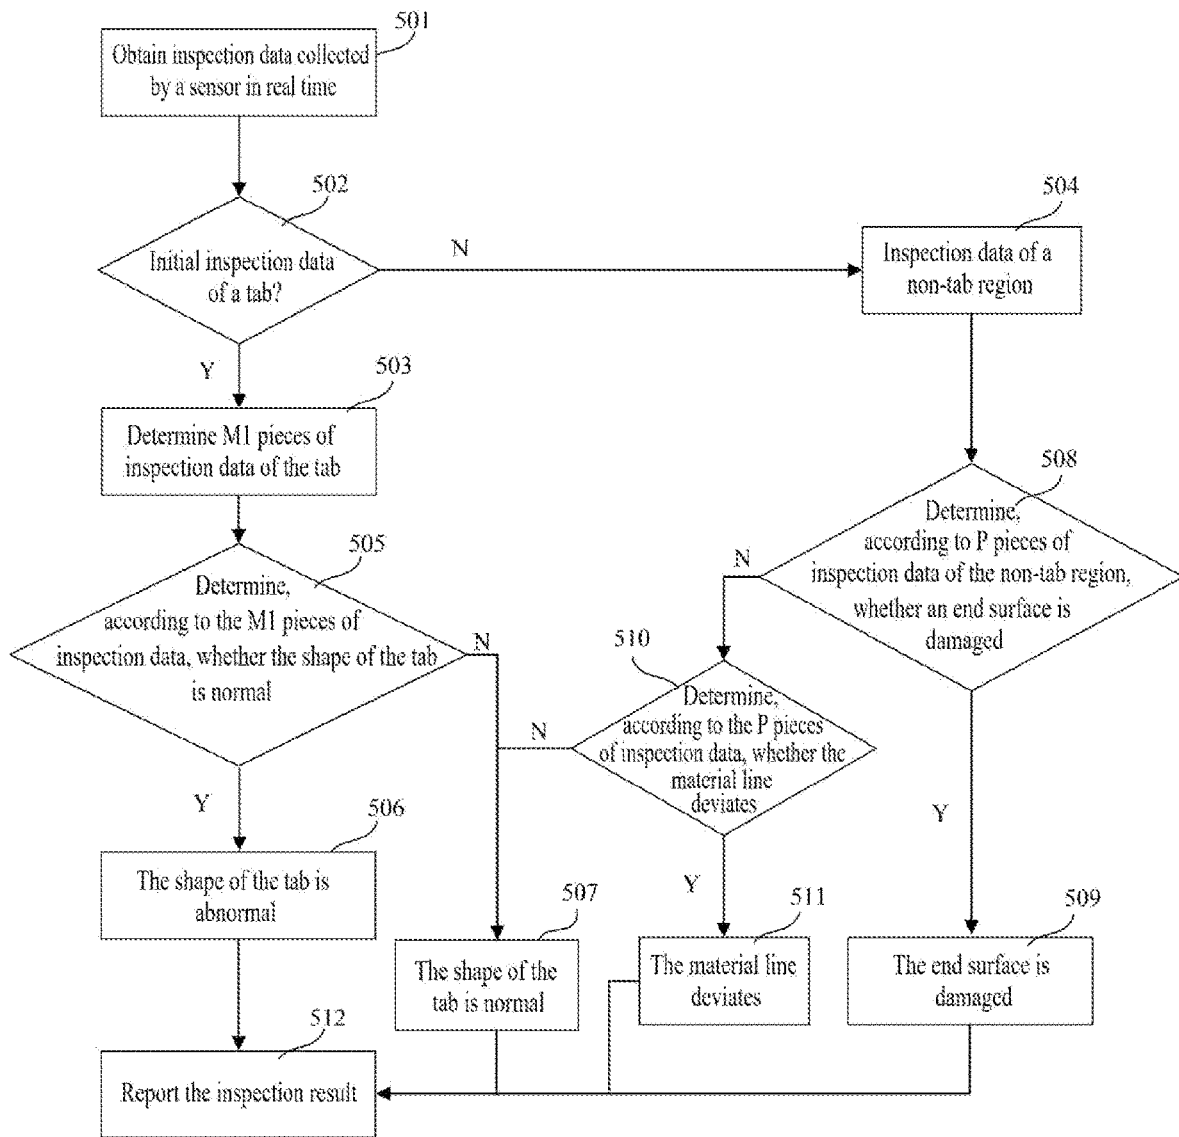 501
Obtain inspection data collected
by a sensor in real time
502
Initial inspection data
of a tab?
N
504
Inspection data of a
non-tab region
Y
503
Determine M1 pieces of
inspection data of the tab
508
Determine,
according to P pieces of
inspection data of the non-tab region,
whether an end surface is
damaged
N
505
Determine,
according to the M1 pieces of
inspection data, whether the shape of the tab
is normal
N
510
Determine,
according to the P pieces
of inspection data, whether the
material line
deviates
N
Y
506
The shape of the tab is
abnormal
507
The shape of the
tab is normal
Y
511
The material line
deviates
Y
509
The end surface is
damaged
512
Report the inspection result